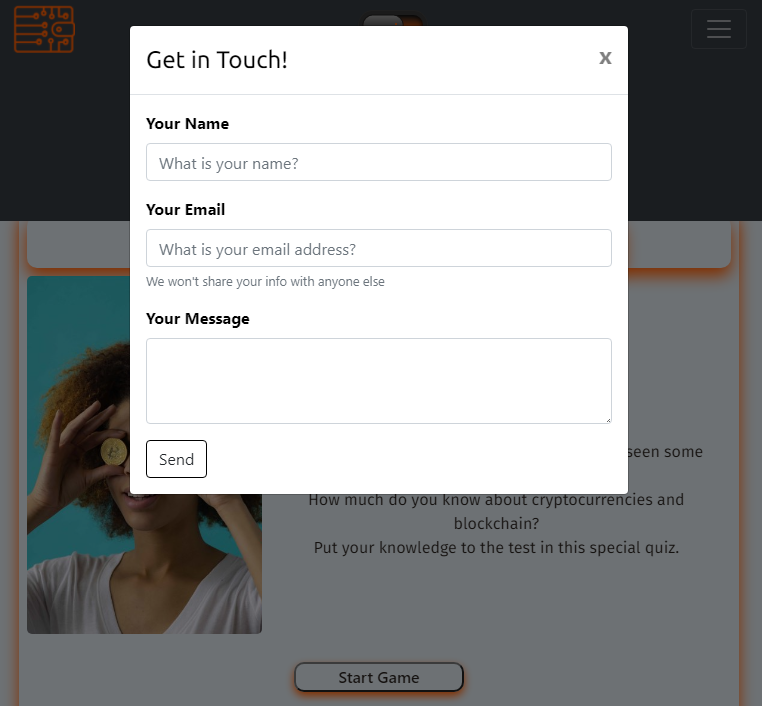 Get in Touch!
x
Your Name
What is your name?
Your Email
What is your email address?
We won't share your info with anyone else
Your Message
Send
seen some
How much do you know about cryptocurrencies and
blockchain?
Put your knowledge to the test in this special quiz.
Start Game